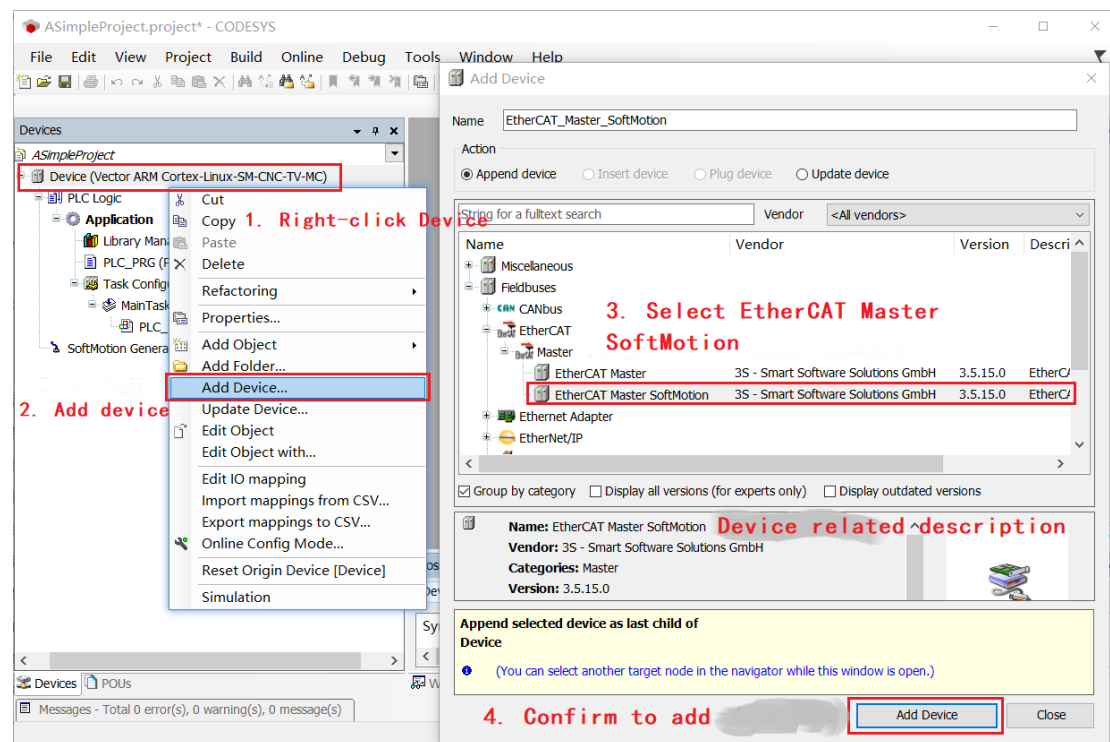 ASimpleProject.project* - CODESYS
File Edit View Project Build Online Debug Tools Window Help
Devices
ASimpleProject
Device (Vector ARM Cortex-Linux-SM-CNC-TV-MC)
PLC Logic
Application
Library Man
PLC_PRG (P
Task Config
MainTask
PLC_
SoftMotion Genera
1. Right-click Device
2. Add device
Cut
Copy
Paste
Delete
Refactoring
Properties...
Add Object
Add Folder...
Add Device...
Update Device...
Edit Object
Edit Object with...
Edit IO mapping
Import mappings from CSV...
Export mappings to CSV...
Online Config Mode...
Reset Origin Device [Device]
Simulation
Devices POUs
Messages - Total 0 error(s), 0 warning(s), 0 message(s)
Add Device
Name EtherCAT_Master_SoftMotion
Action
Append device Insert device Plug device Update device
String for a fulltext search Vendor <All vendors>
Name Vendor Version Descri
Miscellaneous
Fieldbuses
CAN CANbus
EtherCAT
Master
EtherCAT Master 3S - Smart Software Solutions GmbH 3.5.15.0 EtherCA
EtherCAT Master SoftMotion 3S - Smart Software Solutions GmbH 3.5.15.0 EtherCA
Ethernet Adapter
EtherNet/IP
3. Select EtherCAT Master
SoftMotion
Group by category Display all versions (for experts only) Display outdated versions
Name: EtherCAT Master SoftMotion
Device related description
Vendor: 3S - Smart Software Solutions GmbH
Categories: Master
Version: 3.5.15.0
Append selected device as last child of
Device
(You can select another target node in the navigator while this window is open.)
4. Confirm to add
Add Device Close